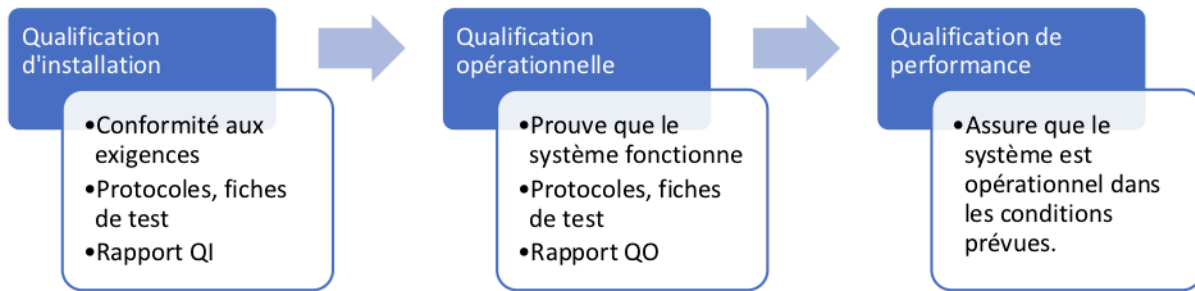 Qualification
d'installation
•Conformité aux
exigences
•Protocoles, fiches
de test
•Rapport QI
Qualification
opérationnelle
•Prouve que le
système fonctionne
•Protocoles, fiches
de test
•Rapport QO
Qualification de
performance
•Assure que le
système est
opérationnel dans
les conditions
prévues.